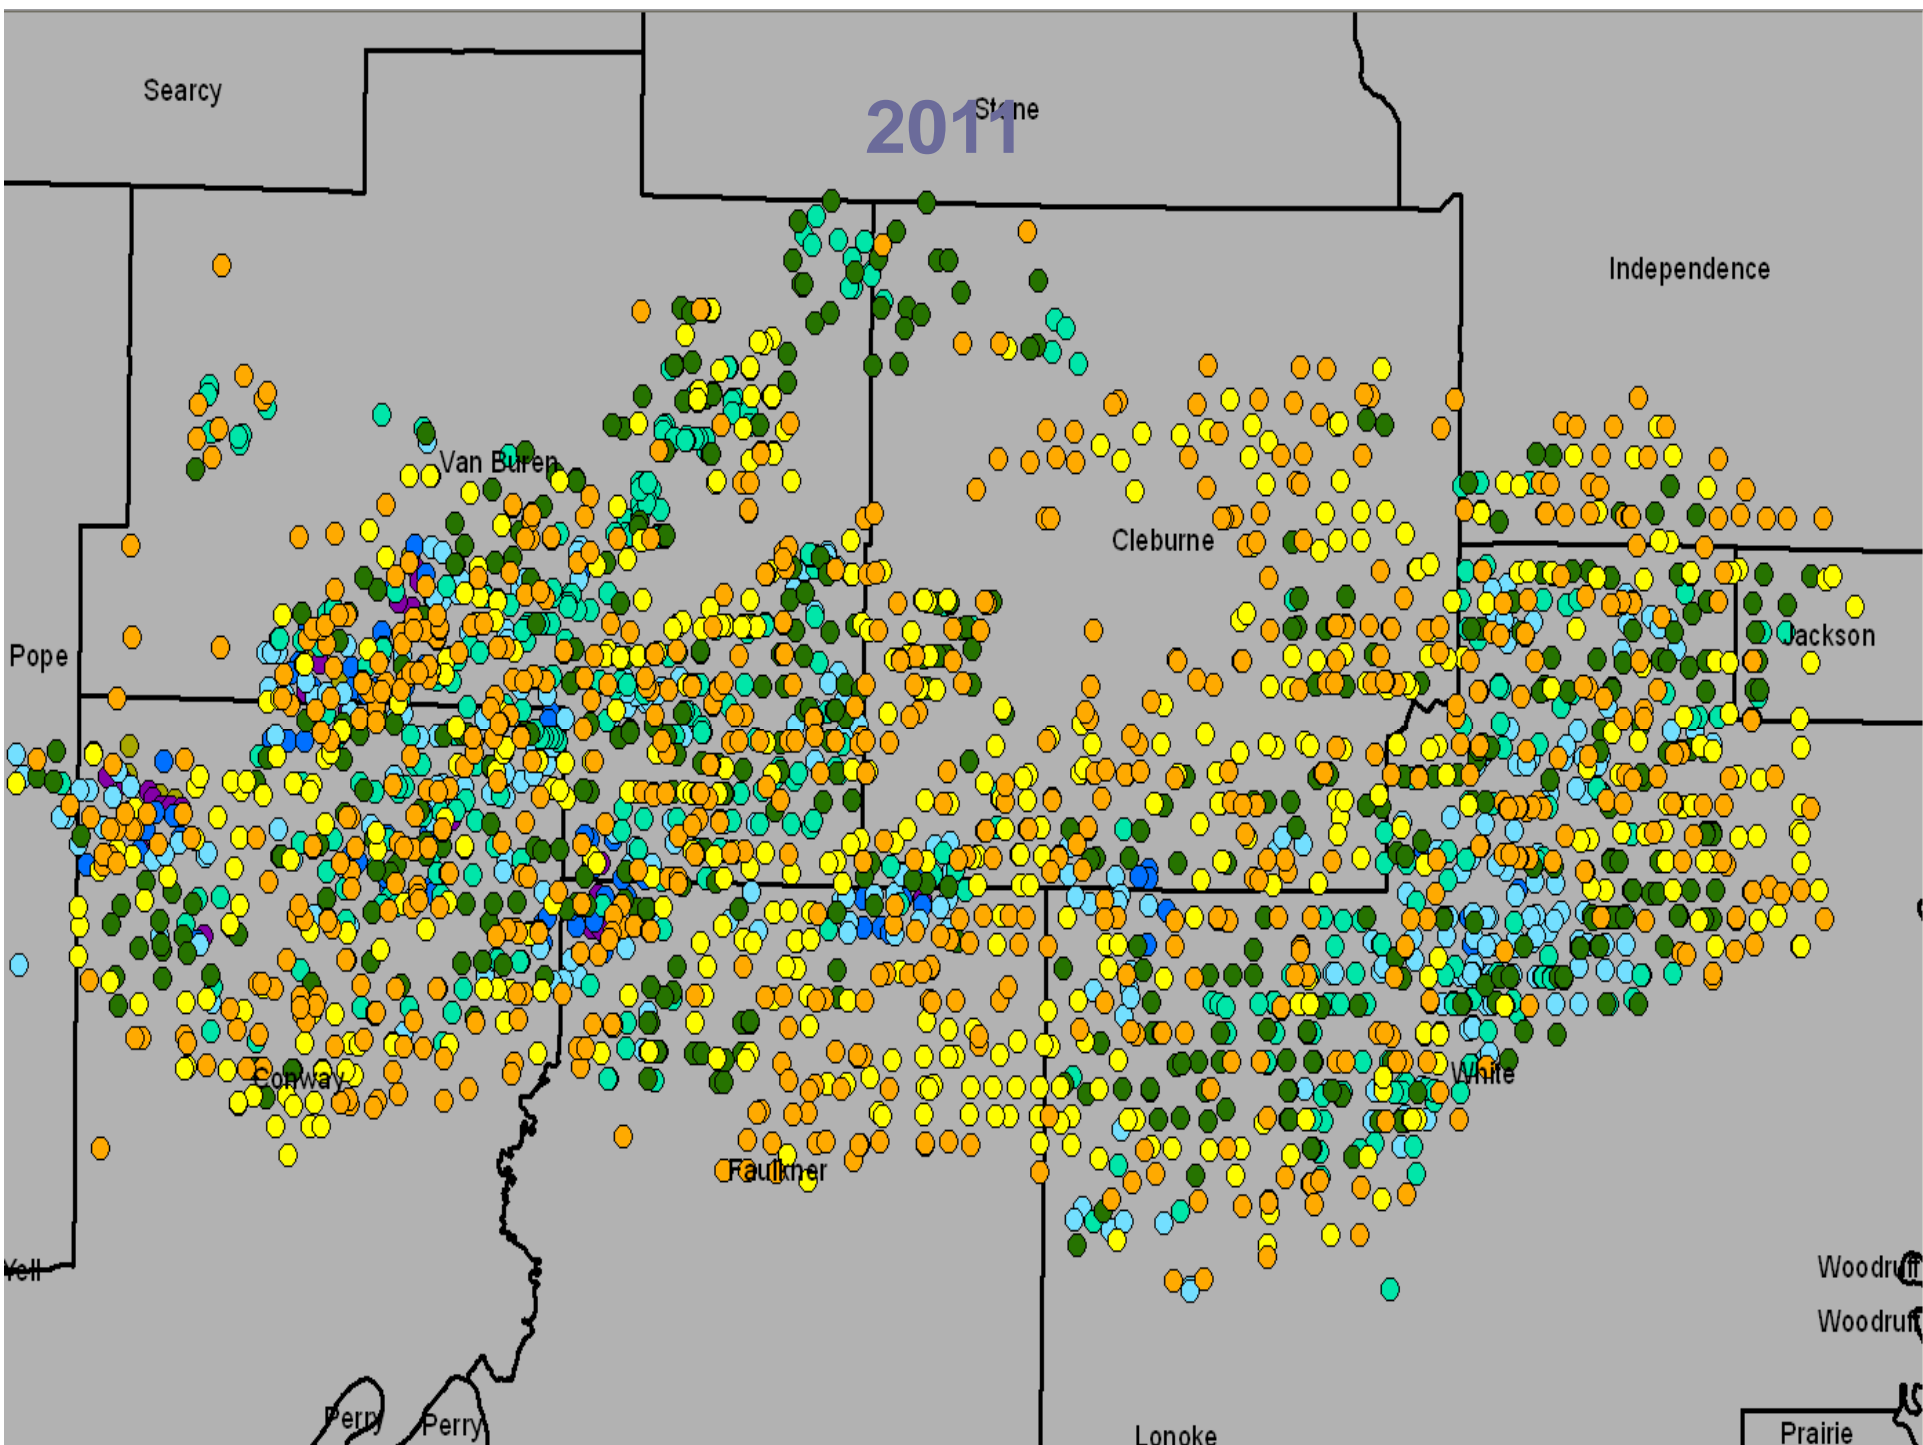 Searcy
Stone
2011
Independence
Van Buren
Cleburne
Jackson
Pope
White
Conway
Faulkner
Yell
Woodruff
Woodruff
Perry
Perry
Prairie
Lonoke